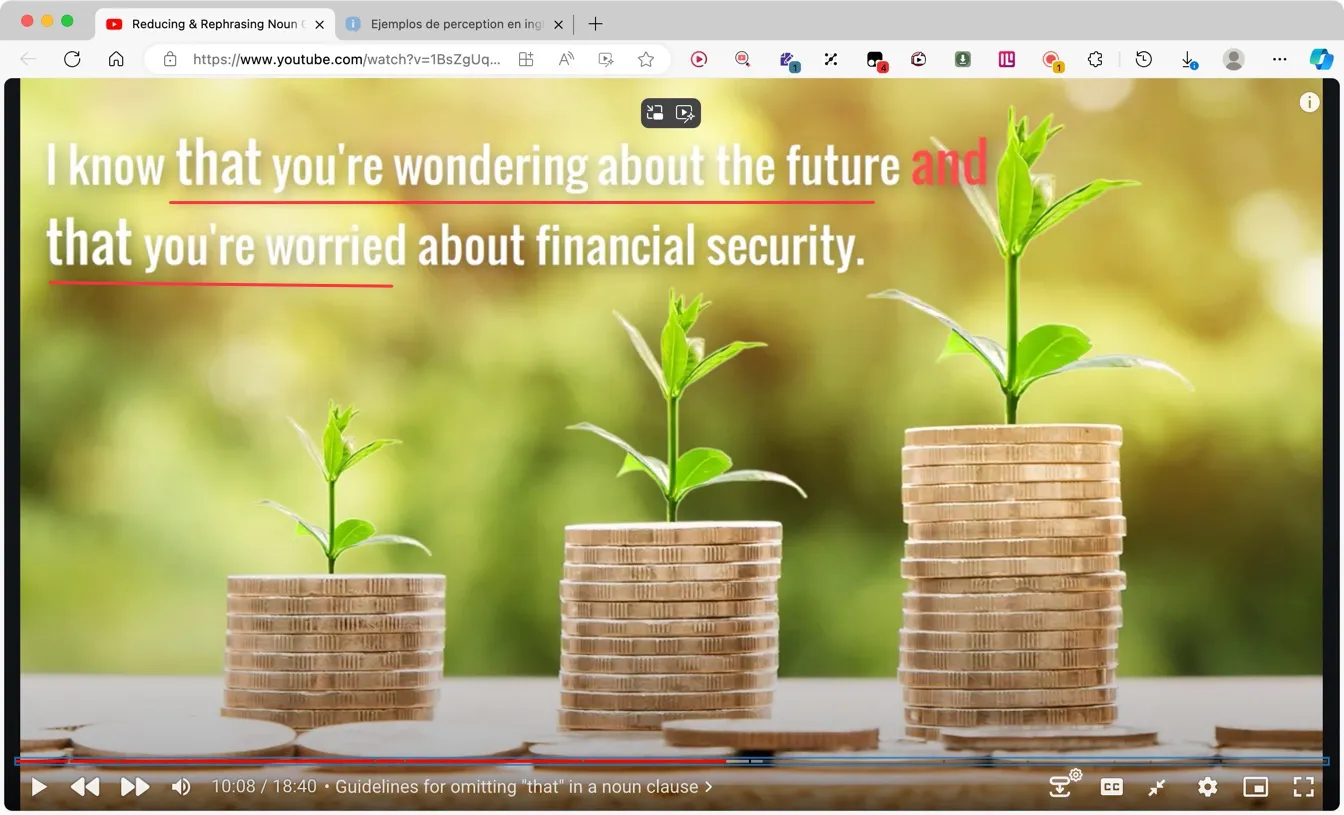 Reducing & Rephrasing Noun
Ejemplos de perception en ing
https://www.youtube.com/watch?v=1BsZgUq...
1
4
1
I know that you're wondering about the future and
that you're worried about financial security.
10:08 / 18:40 • Guidelines for omitting "that" in a noun clause
CC